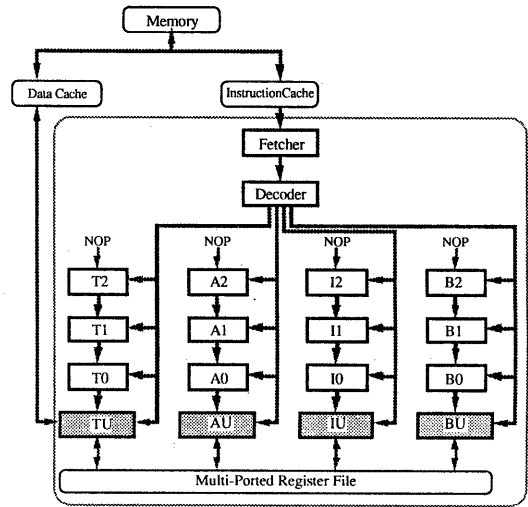 Memory
Data Cache
InstructionCache
Fetcher
Decoder
NOP NOP NOP NOP
T2 A2 I2 B2
T1 A1 I1 B1
T0 A0 I0 B0
TU AU IU BU
Multi-Ported Register File